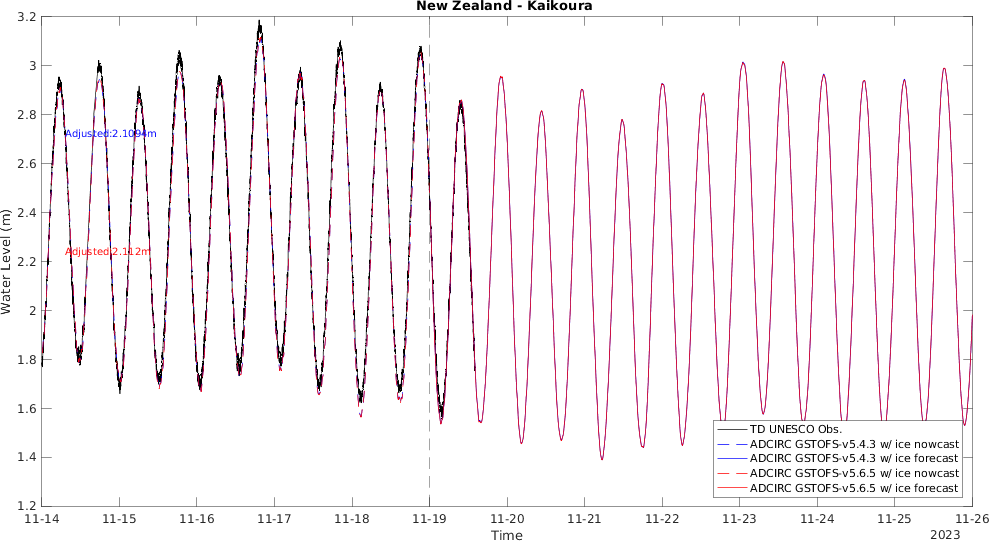 New Zealand - Kaikoura
3.2
3
2.8
2.6
2.4
2.2
2
1.8
1.6
1.4
1.2
Water Level (m)
Adjusted:2.1094m
Adjusted:2.112m
TD UNESCO Obs.
ADCIRC GSTOFS-v5.4.3 w/ ice nowcast
ADCIRC GSTOFS-v5.4.3 w/ ice forecast
ADCIRC GSTOFS-v5.6.5 w/ ice nowcast
ADCIRC GSTOFS-v5.6.5 w/ ice forecast
11-14 11-15 11-16 11-17 11-18 11-19 11-20 11-21 11-22 11-23 11-24 11-25 11-26
Time
2023